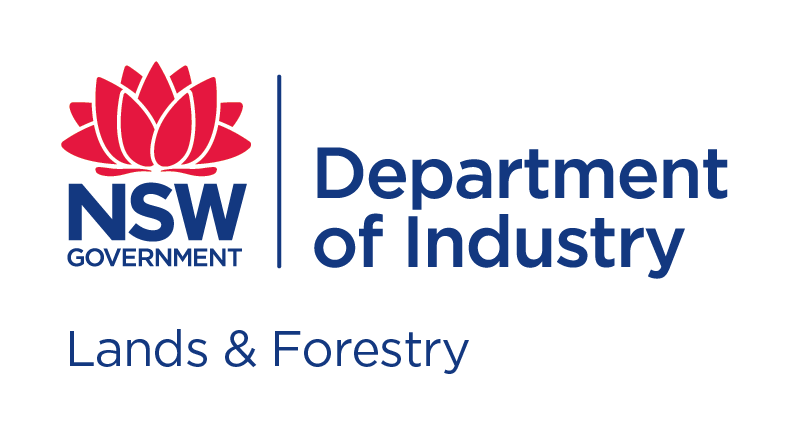 NSW
GOVERNMENT
Department
of Industry
Lands & Forestry